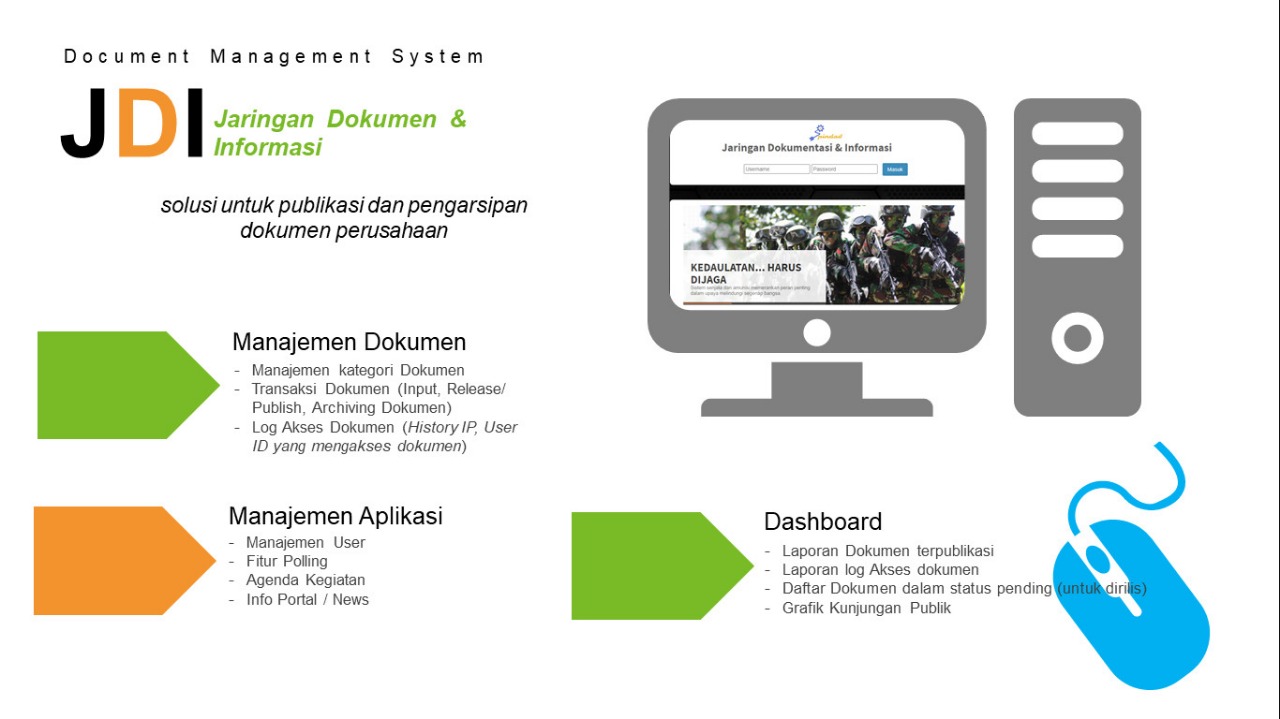 Document Management System
JDI
Jaringan Dokumen &
Informasi
solusi untuk publikasi dan pengarsipan
dokumen perusahaan
pindad
Jaringan Dokumentasi & Informasi
Username
Password
Masuk
KEDAULATAN... HARUS
DIJAGA
Manajemen Dokumen
- Manajemen kategori Dokumen
- Transaksi Dokumen (Input, Release/
Publish, Archiving Dokumen)
- Log Akses Dokumen (History IP, User
ID yang mengakses dokumen)
Manajemen Aplikasi
- Manajemen User
- Fitur Polling
- Agenda Kegiatan
- Info Portal / News
Dashboard
- Laporan Dokumen terpublikasi
- Laporan log Akses dokumen
- Daftar Dokumen dalam status pending (untuk dirilis)
- Grafik Kunjungan Publik